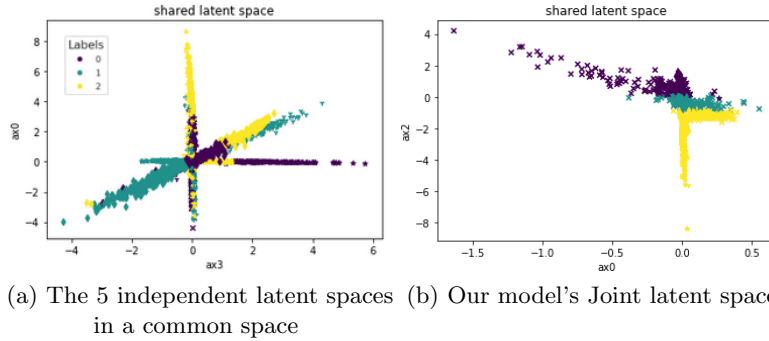 shared latent space
shared latent space
Labels
0
1
2
8
6
4
2
0
−2
−4
ax0
−4
−2
0
2
4
6
ax3
4
2
0
−2
−4
−6
−8
ax2
−1.5
−1.0
−0.5
0.0
0.5
ax0
(a) The 5 independent latent spaces
in a common space
(b) Our model's Joint latent space